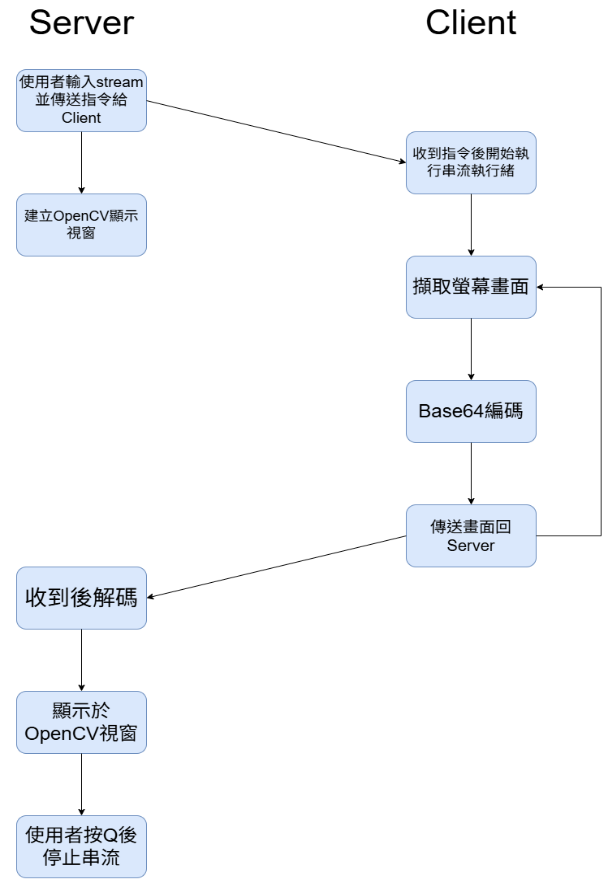 Server
Client
使用者輸入stream
並傳送指令給
Client
收到指令後開始執
行串流執行緒
建立OpenCV顯示
視窗
擷取螢幕畫面
Base64編碼
傳送畫面回
Server
收到後解碼
顯示於
OpenCV視窗
使用者按Q後
停止串流